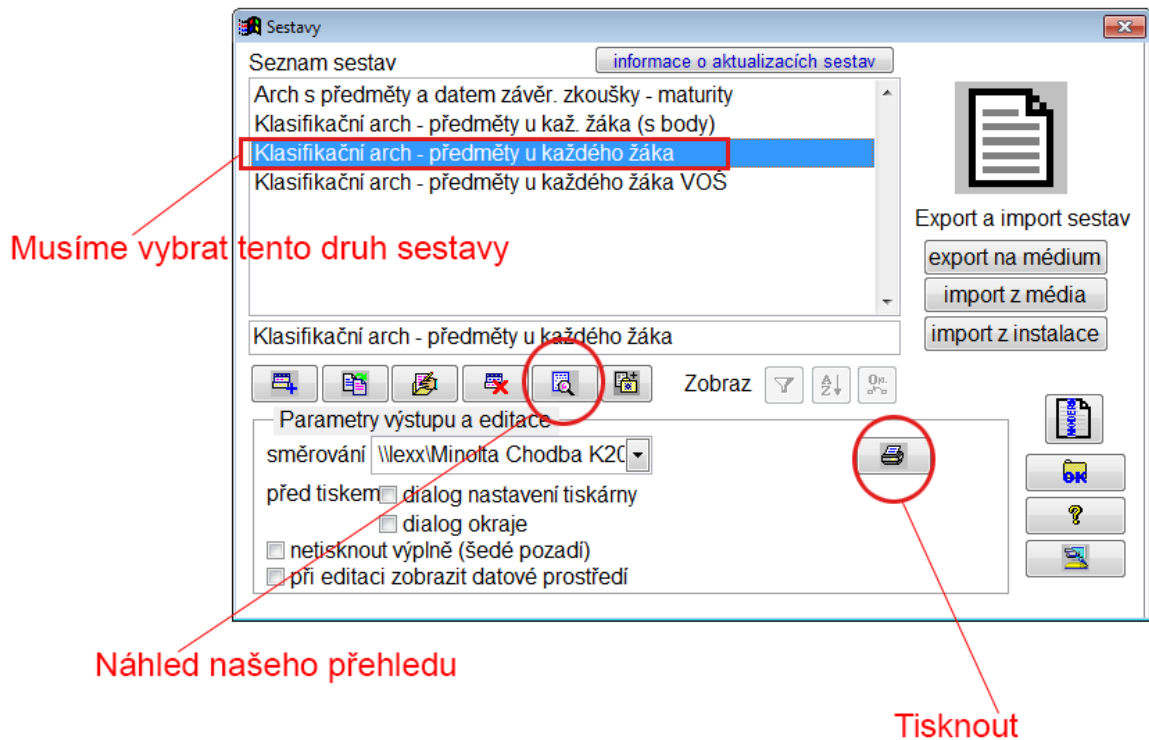 Sestavy
Seznam sestav
informace o aktualizacích sestav
Arch s předměty a datem závěr. zkoušky - maturity
Klasifikační arch - předměty u kaž. žáka (s body)
Klasifikační arch - předměty u každého žáka
Klasifikační arch - předměty u každého žáka VOŠ
Musíme vybrat tento druh sestavy
Export a import sestav
export na médium
import z média
import z instalace
Klasifikační arch - předměty u každého žáka
Zobraz
A
Z
Op.
Parametry výstupu a editace
směrování \\lexx\Minolta Chodba K20
před tiskem dialog nastavení tiskárny
dialog okraje
netisknout výplně (šedé pozadí)
při editaci zobrazit datové prostředí
OK
?
Náhled našeho přehledu
Tisknout